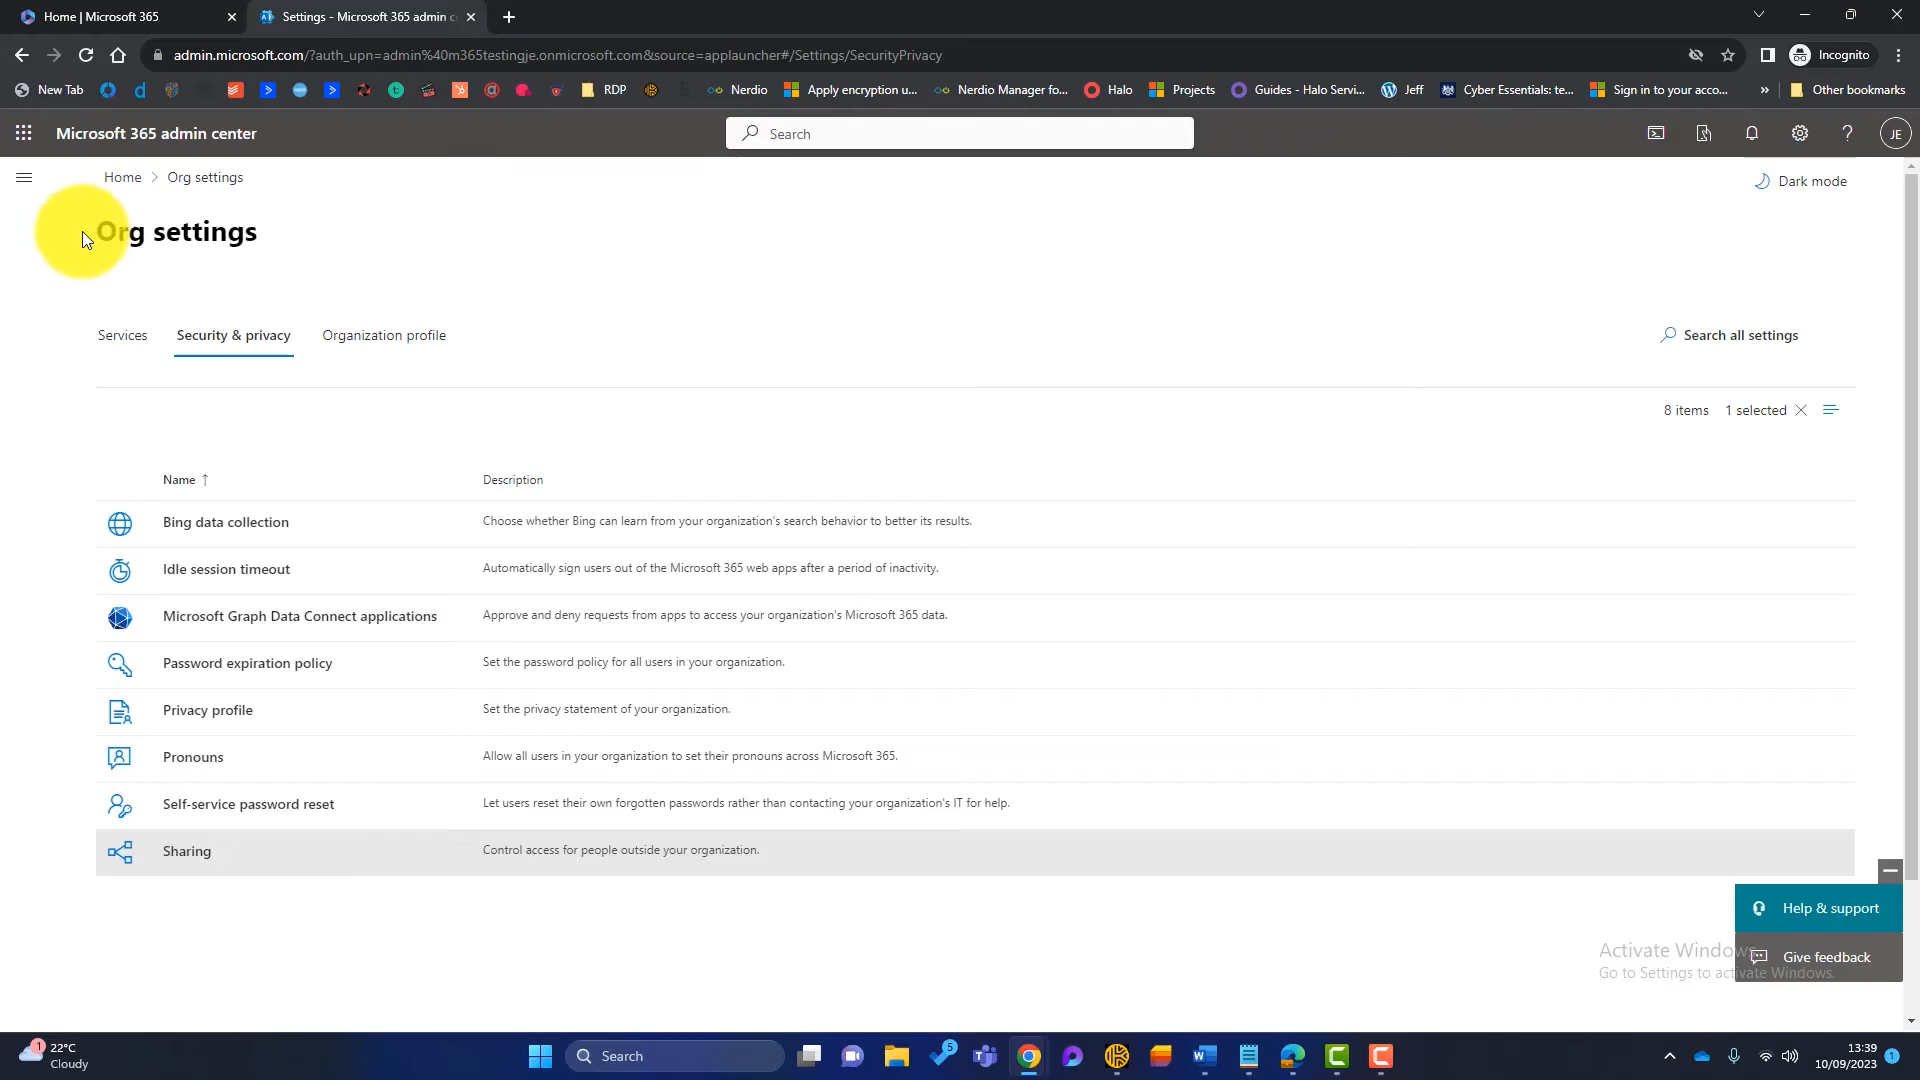 Home | Microsoft 365
Settings - Microsoft 365 admin c
admin.microsoft.com/?auth_upn=admin%40m365testingje.onmicrosoft.com&source=applauncher#/Settings/SecurityPrivacy
Incognito
New Tab
RDP
Nerdio
Apply encryption u...
Nerdio Manager fo...
Halo
Projects
Guides - Halo Servi...
Jeff
Cyber Essentials: te...
Sign in to your acco...
»
Other bookmarks
Microsoft 365 admin center
Search
?
JE
Home > Org settings
Dark mode
Org settings
Services
Security & privacy
Organization profile
Search all settings
8 items
1 selected
Name ↑
Description
Bing data collection
Choose whether Bing can learn from your organization's search behavior to better its results.
Idle session timeout
Automatically sign users out of the Microsoft 365 web apps after a period of inactivity.
Microsoft Graph Data Connect applications
Approve and deny requests from apps to access your organization's Microsoft 365 data.
Password expiration policy
Set the password policy for all users in your organization.
Privacy profile
Set the privacy statement of your organization.
Pronouns
Allow all users in your organization to set their pronouns across Microsoft 365.
Self-service password reset
Let users reset their own forgotten passwords rather than contacting your organization's IT for help.
Sharing
Control access for people outside your organization.
Help & support
Activate Windows
Give feedback
Go to Settings to activate Windows.
1
22°C
Cloudy
Search
5
13:39
10/09/2023
1